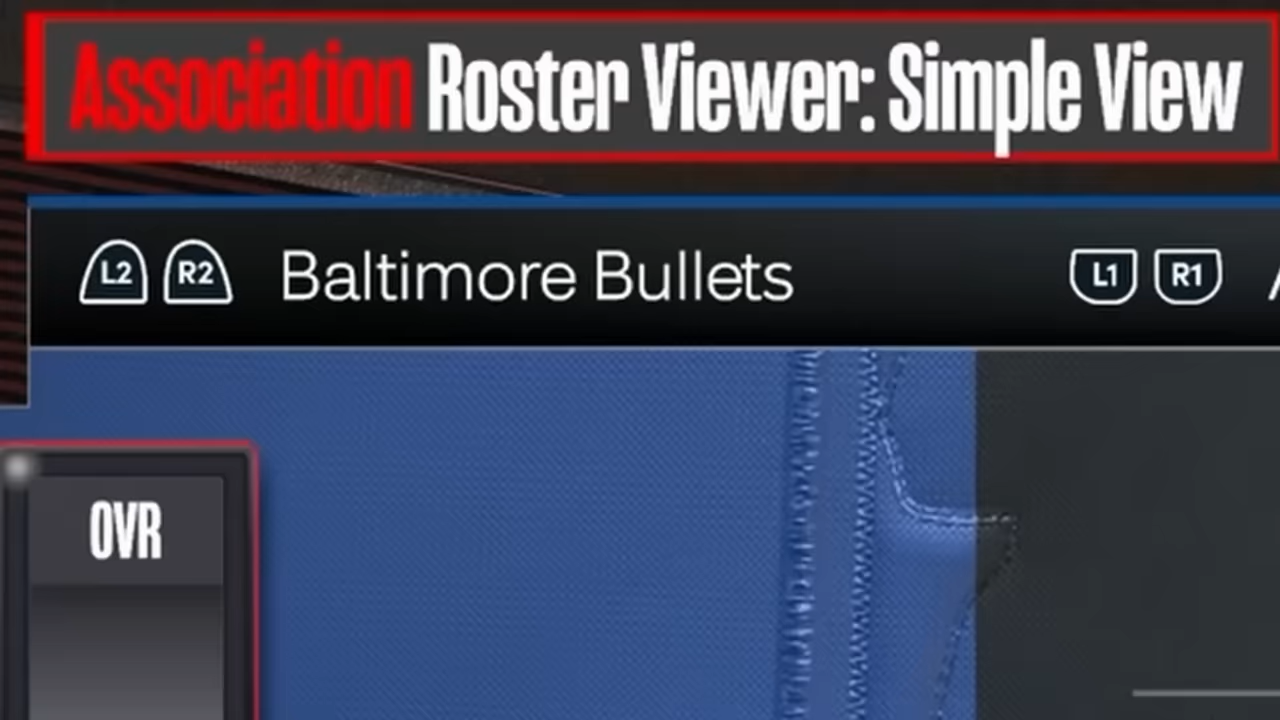 Association Roster Viewer: Simple View
L2 R2 Baltimore Bullets L1 R1
OVR